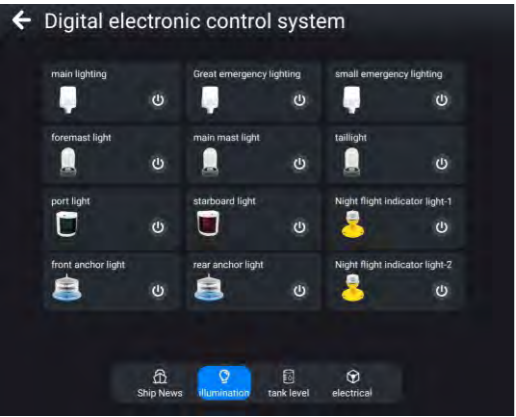 Digital electronic control system
main lighting
Great emergency lighting
small emergency lighting
foremast light
main mast light
taillight
port light
starboard light
Night flight indicator light-1
front anchor light
rear anchor light
Night flight indicator light-2
Ship News
illumination
tank level
electrical